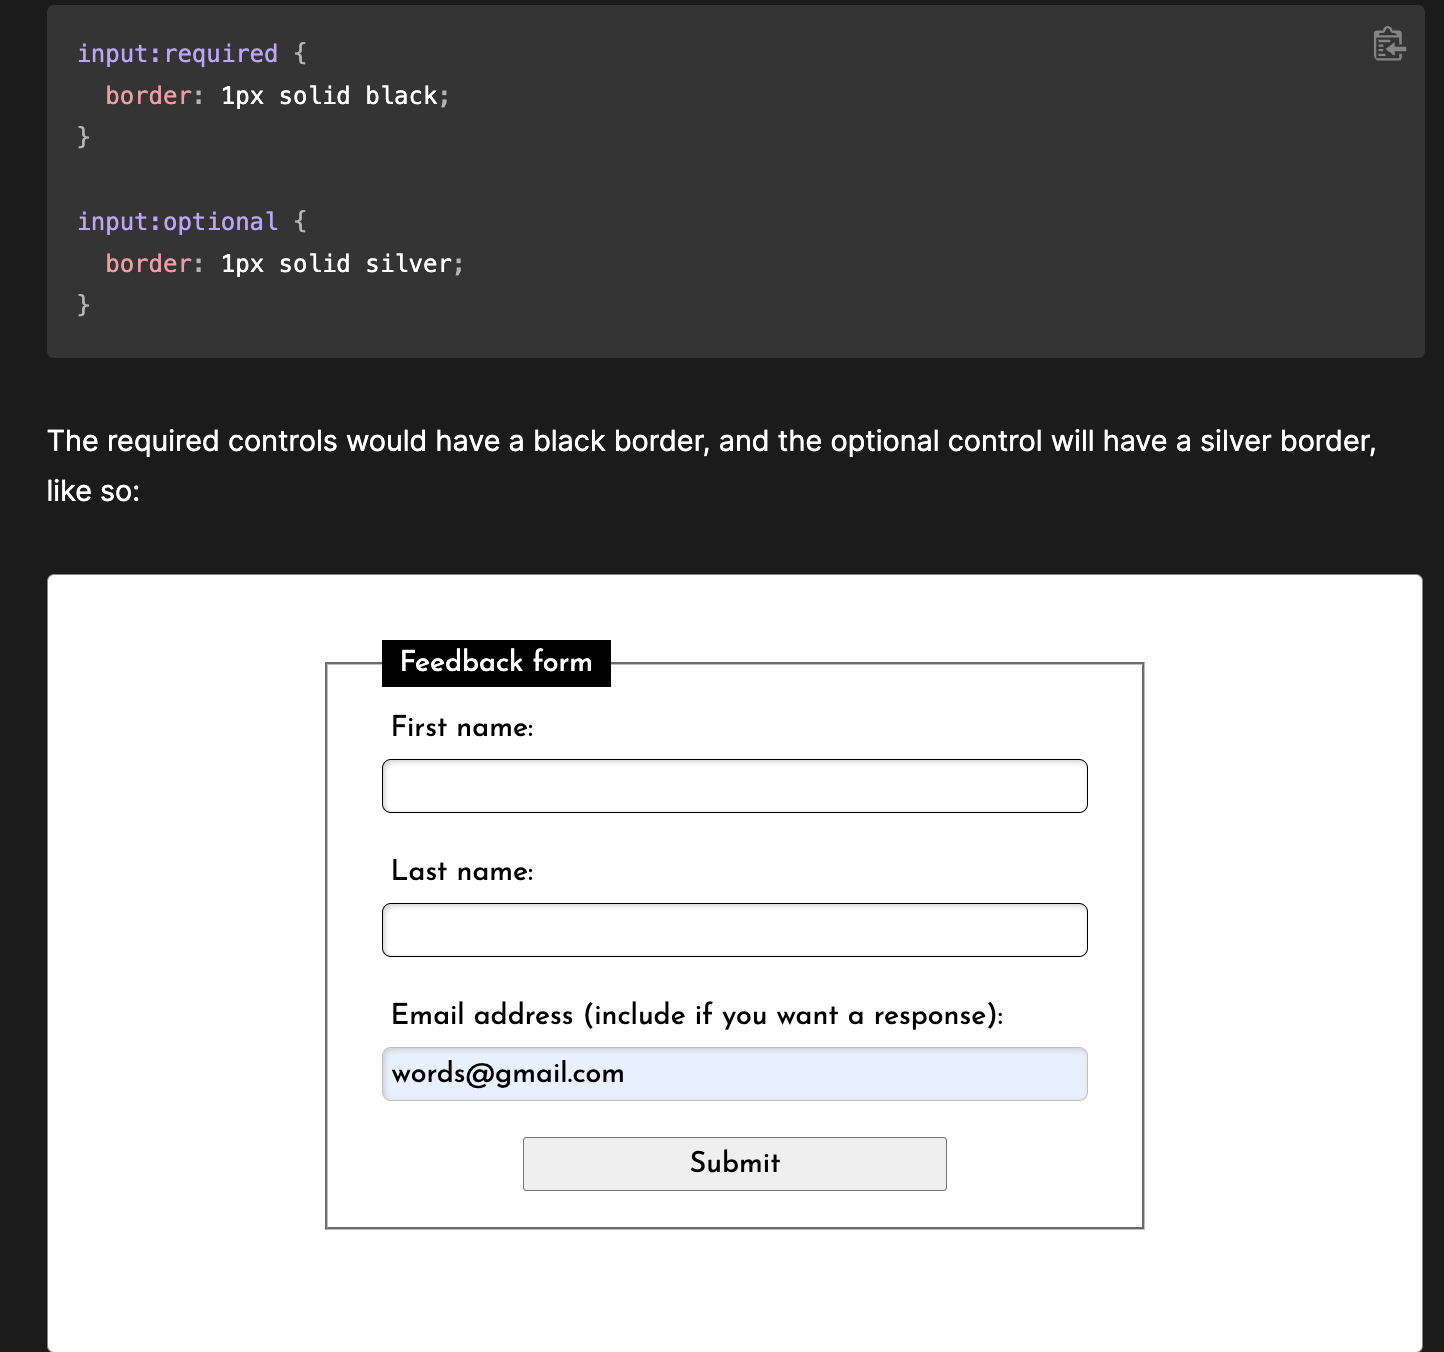 input:required {
  border: 1px solid black;
}
input:optional {
  border: 1px solid silver;
}
The required controls would have a black border, and the optional control will have a silver border,
like so:
Feedback form
First name:
Last name:
Email address (include if you want a response):
words@gmail.com
Submit